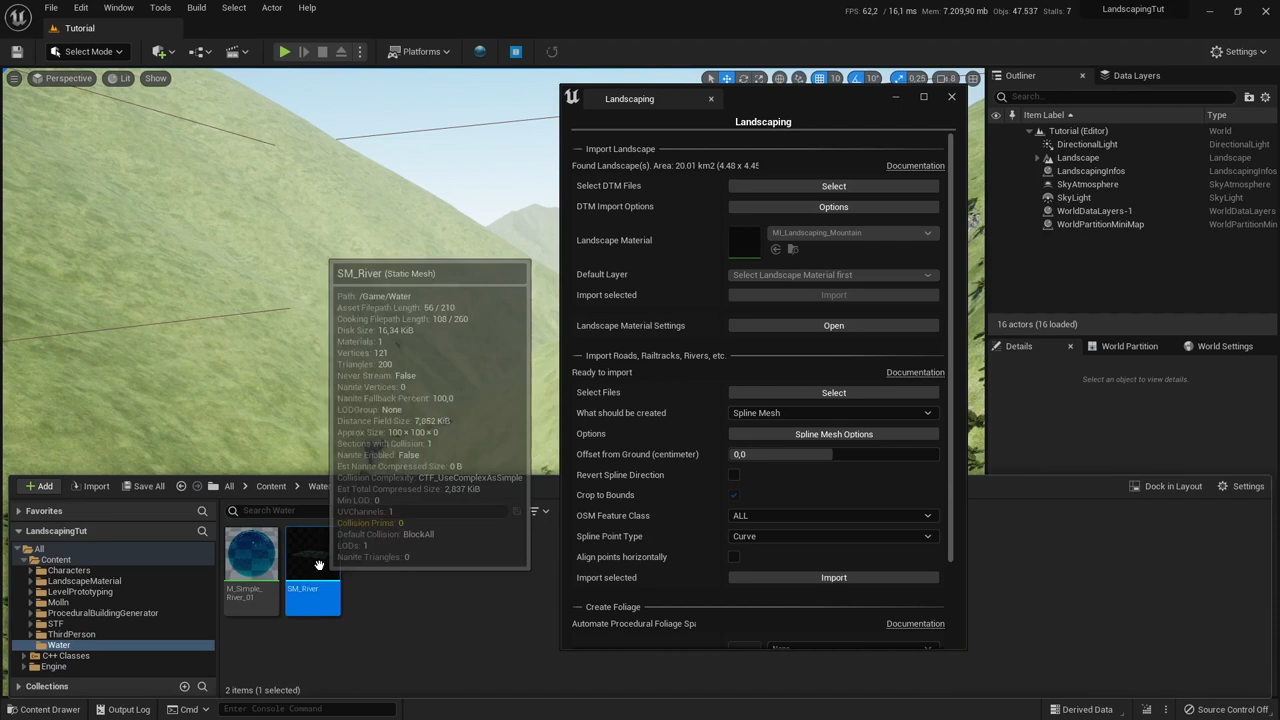 File Edit Window Tools Build Select Actor Help
FPS: 62,2 / 16,1 ms Mem: 7.209,90 mb Objs: 47.537 Stalls: 7
LandscapingTut
Tutorial
Select Mode
Platforms
Settings
Perspective Lit Show
10 10° 0,25 8
Landscaping
Landscaping
Import Landscape
Found Landscape(s). Area: 20.01 km2 (4.48 x 4.45
Documentation
Select DTM Files Select
DTM Import Options Options
Landscape Material MI_Landscaping_Mountain
Default Layer Select Landscape Material first
Import selected Import
Landscape Material Settings Open
Import Roads, Railtracks, Rivers, etc.
Ready to import Documentation
Select Files Select
What should be created Spline Mesh
Options Spline Mesh Options
Offset from Ground (centimeter) 0,0
Revert Spline Direction
Crop to Bounds
OSM Feature Class ALL
Spline Point Type Curve
Align points horizontally
Import selected Import
Create Foliage
Automate Procedural Foliage Spa Documentation
None
Outliner Data Layers
Search...
Item Label Type
Tutorial (Editor) World
DirectionalLight DirectionalLight
Landscape Landscape
LandscapingInfos LandscapingInfos
SkyAtmosphere SkyAtmosphere
SkyLight SkyLight
WorldDataLayers-1 WorldDataLayers
WorldPartitionMiniMap WorldPartitionMin
16 actors (16 loaded)
Details World Partition World Settings
Select an object to view details.
SM_River (Static Mesh)
Path: /Game/Water
Asset Filepath Length: 56 / 210
Cooking Filepath Length: 108 / 260
Disk Size: 16,34 KiB
Materials: 1
Vertices: 121
Triangles: 200
Never Stream: False
Nanite Vertices: 0
Nanite Fallback Percent: 100,0
LODGroup: None
Distance Field Size: 7,852 KiB
Approx Size: 100×100×0
Sections with Collision: 1
Nanite Enabled: False
Est Nanite Compressed Size: 0 B
Collision Complexity: CTF_UseComplexAsSimple
Est Total Compressed Size: 2,837 KiB
Min LOD: 0
UVChannels: 1
Collision Prims: 0
Default Collision: BlockAll
LODs: 1
Nanite Triangles: 0
Add Import Save All All Content Water
Dock in Layout Settings
Favorites
Search Water
LandscapingTut
All
Content
Characters
LandscapeMaterial
LevelPrototyping
MoIIn
ProceduralBuildingGenerator
STF
ThirdPerson
Water
C++ Classes
Engine
Collections
M_Simple_
River_01
SM_River
2 items (1 selected)
Content Drawer Output Log Cmd Enter Console Command
Derived Data Source Control Off